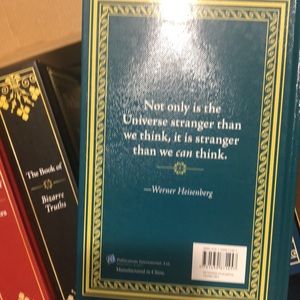 The Book of
Bizarre
Truths
Not only is the
Universe stranger than
we think, it is stranger
than we can think.
—Werner Heisenberg
Publications International, Ltd.
Manufactured in China.